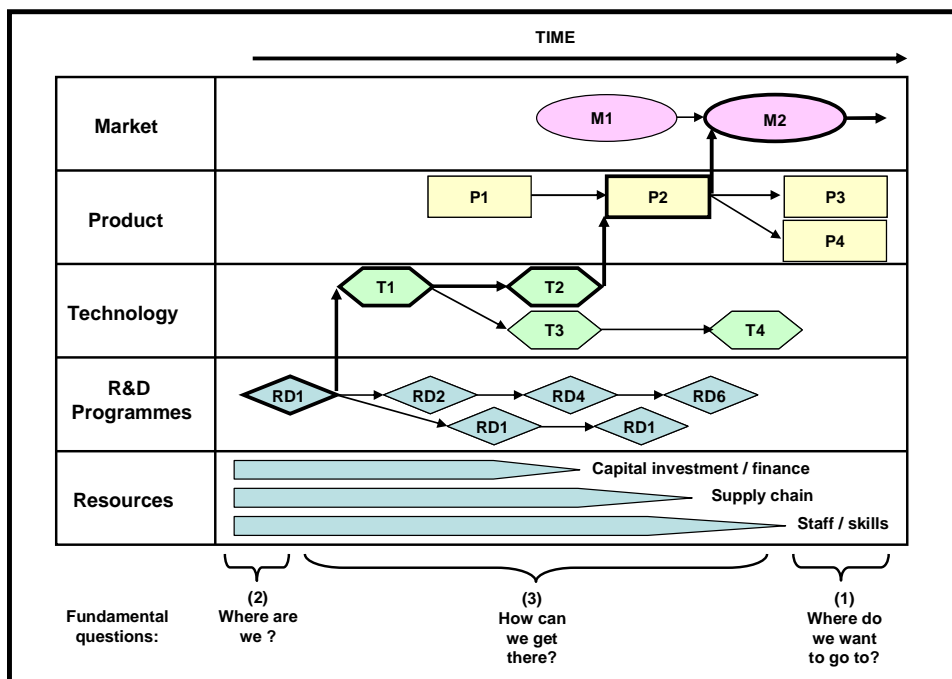 TIME
Market
M1
M2
Product
P1
P2
P3
P4
Technology
T1
T2
T3
T4
R&D
Programmes
RD1
RD2
RD4
RD6
RD1
RD1
Resources
Capital investment / finance
Supply chain
Staff / skills
Fundamental
questions:
(2)
Where are
we ?
(3)
How can
we get
there?
(1)
Where do
we want
to go to?